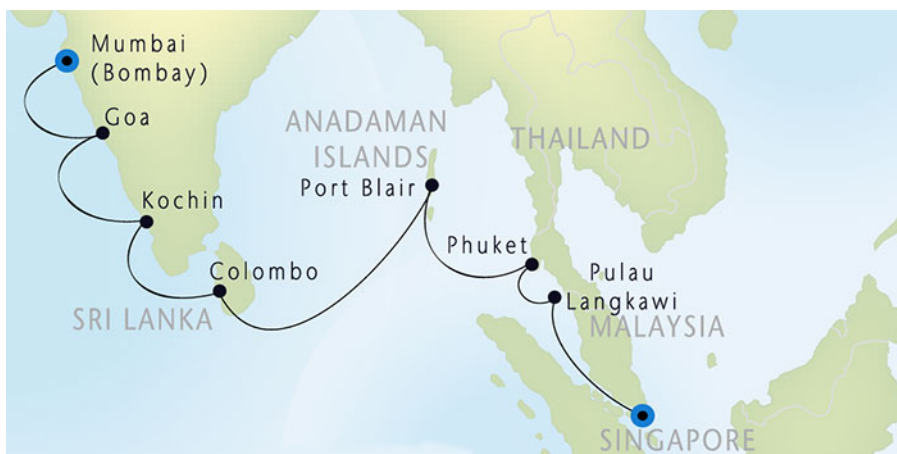 Mumbai
(Bombay)
Goa
ANADAMAN
ISLANDS
THAILAND
Port Blair
Kochin
Phuket
Colombo
Pulau
Langkawi
SRI LANKA
MALAYSIA
SINGAPORE